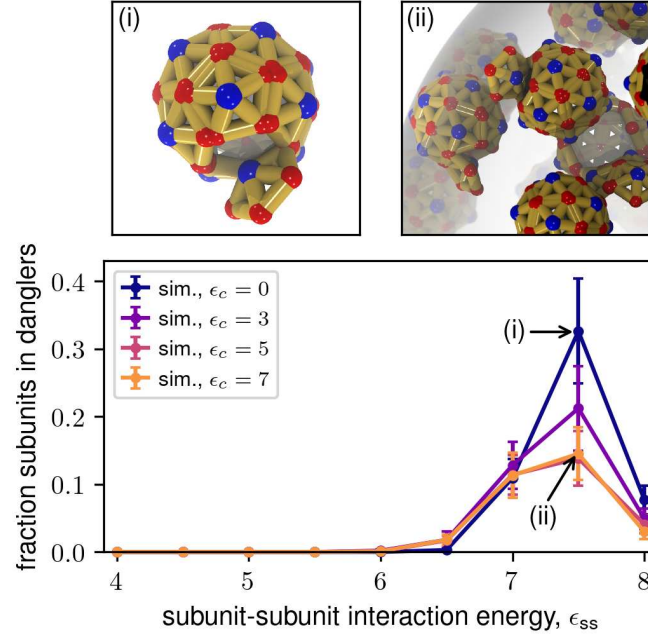 (i)
(ii)
fraction subunits in danglers
0.4
0.3
0.2
0.1
0.0
sim., ϵc = 0
sim., ϵc = 3
sim., ϵc = 5
sim., ϵc = 7
(i)
(ii)
4 5 6 7 8
subunit-subunit interaction energy, ϵss